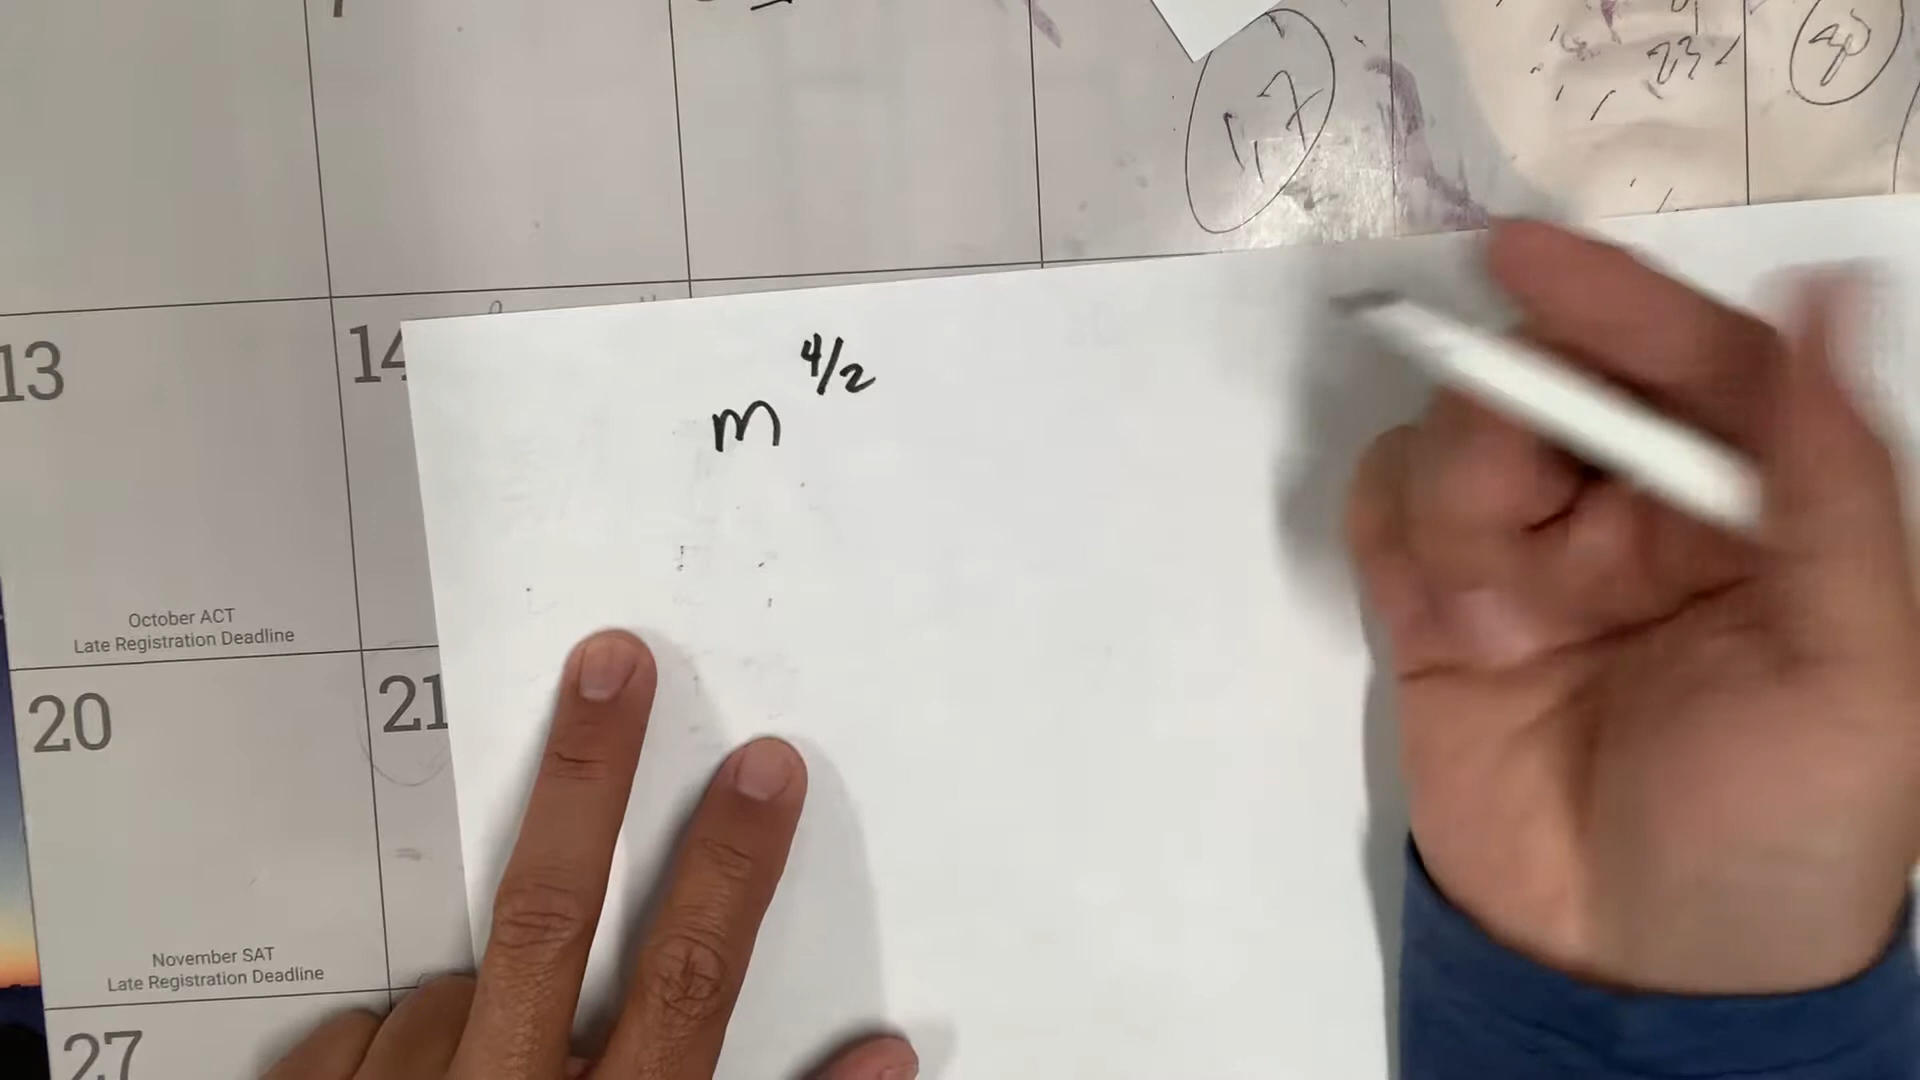 17
23
13
14
m^4/2
October ACT
Late Registration Deadline
20
21
November SAT
Late Registration Deadline
27